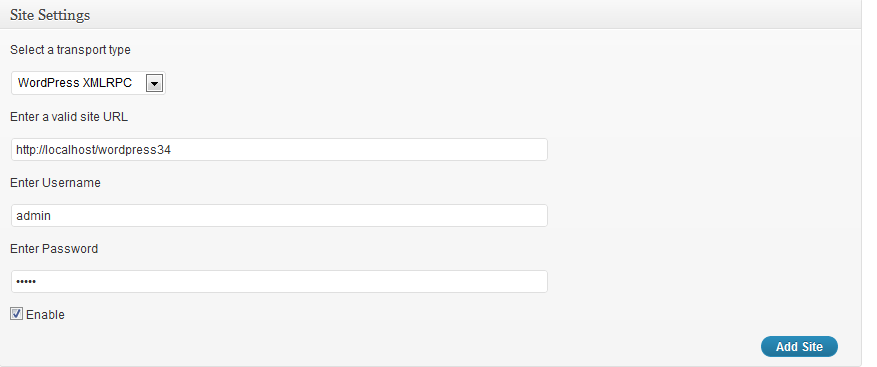 Site Settings
Select a transport type
WordPress XMLRPC
Enter a valid site URL
http://localhost/wordpress34
Enter Username
admin
Enter Password
•••••
Enable
Add Site